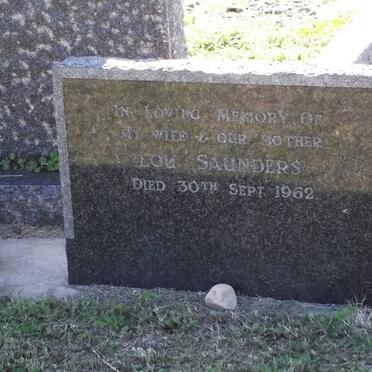 IN LOVING MEMORY OF
MY WIFE & OUR MOTHER
LOU SAUNDERS
DIED 30TH SEPT. 1962